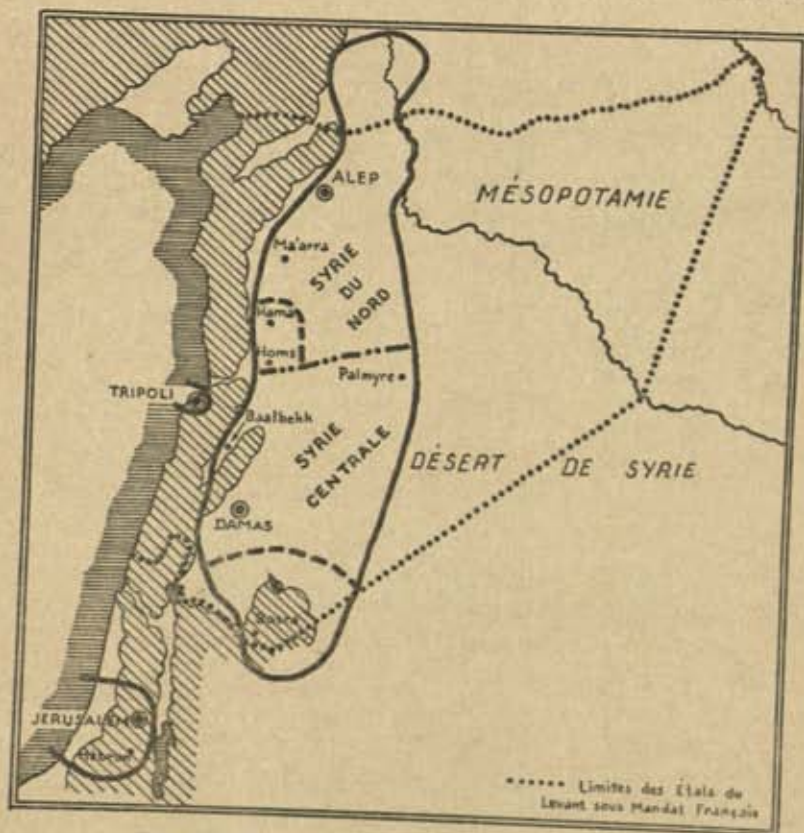 ALEP
MÉSOPOTAMIE
Ma'arra
SYRIE
DU
NORD
Hama
Homs
Palmyre
TRIPOLI
Baalbekk
SYRIE
CENTRALE
DÉSERT DE SYRIE
DAMAS
Bosra
JERUSALEM
Hebron
Limites des États du
Levant sous Mandat Français